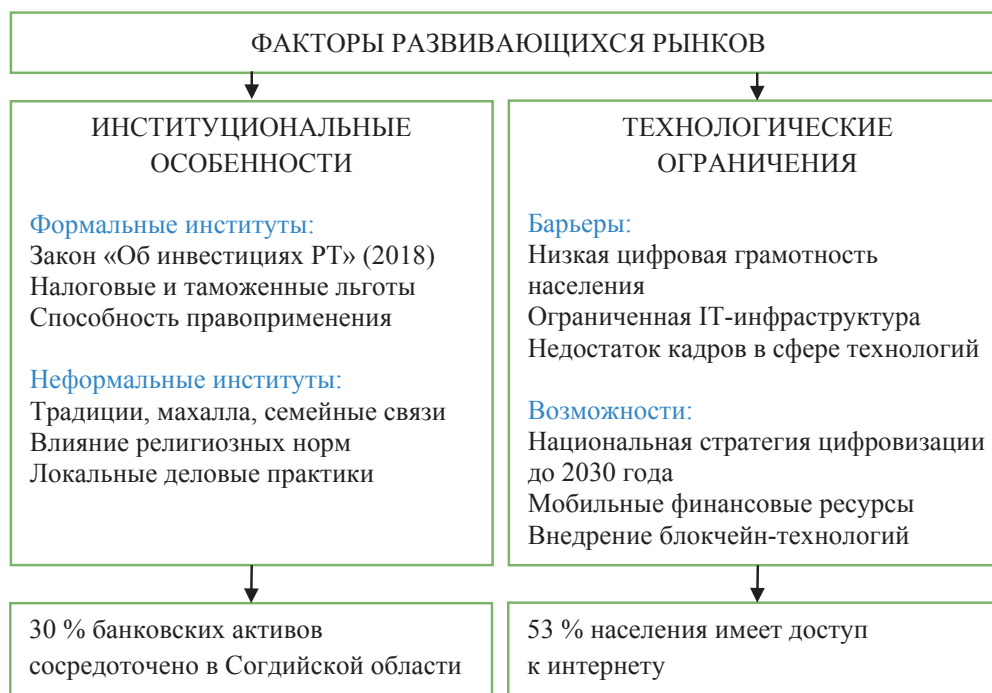 ФАКТОРЫ РАЗВИВАЮЩИХСЯ РЫНКОВ
ИНСТИТУЦИОНАЛЬНЫЕ
ОСОБЕННОСТИ
Формальные институты:
Закон «Об инвестициях РТ» (2018)
Налоговые и таможенные льготы
Способность правоприменения
Неформальные институты:
Традиции, махалла, семейные связи
Влияние религиозных норм
Локальные деловые практики
30 % банковских активов
сосредоточено в Согдийской области
ТЕХНОЛОГИЧЕСКИЕ
ОГРАНИЧЕНИЯ
Барьеры:
Низкая цифровая грамотность
населения
Ограниченная IT-инфраструктура
Недостаток кадров в сфере технологий
Возможности:
Национальная стратегия цифровизации
до 2030 года
Мобильные финансовые ресурсы
Внедрение блокчейн-технологий
53 % населения имеет доступ
к интернету